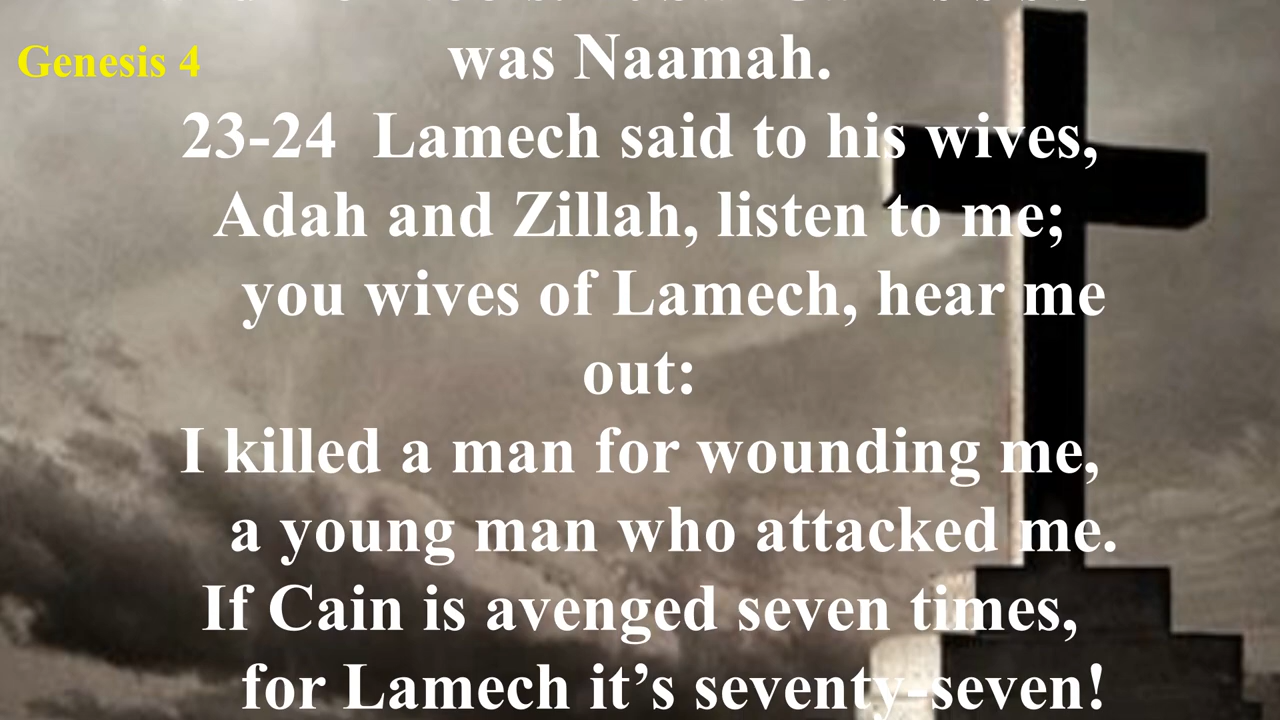 Genesis 4
was Naamah.
23-24 Lamech said to his wives,
Adah and Zillah, listen to me;
you wives of Lamech, hear me
out:
I killed a man for wounding me,
a young man who attacked me.
If Cain is avenged seven times,
for Lamech it’s seventy-seven!